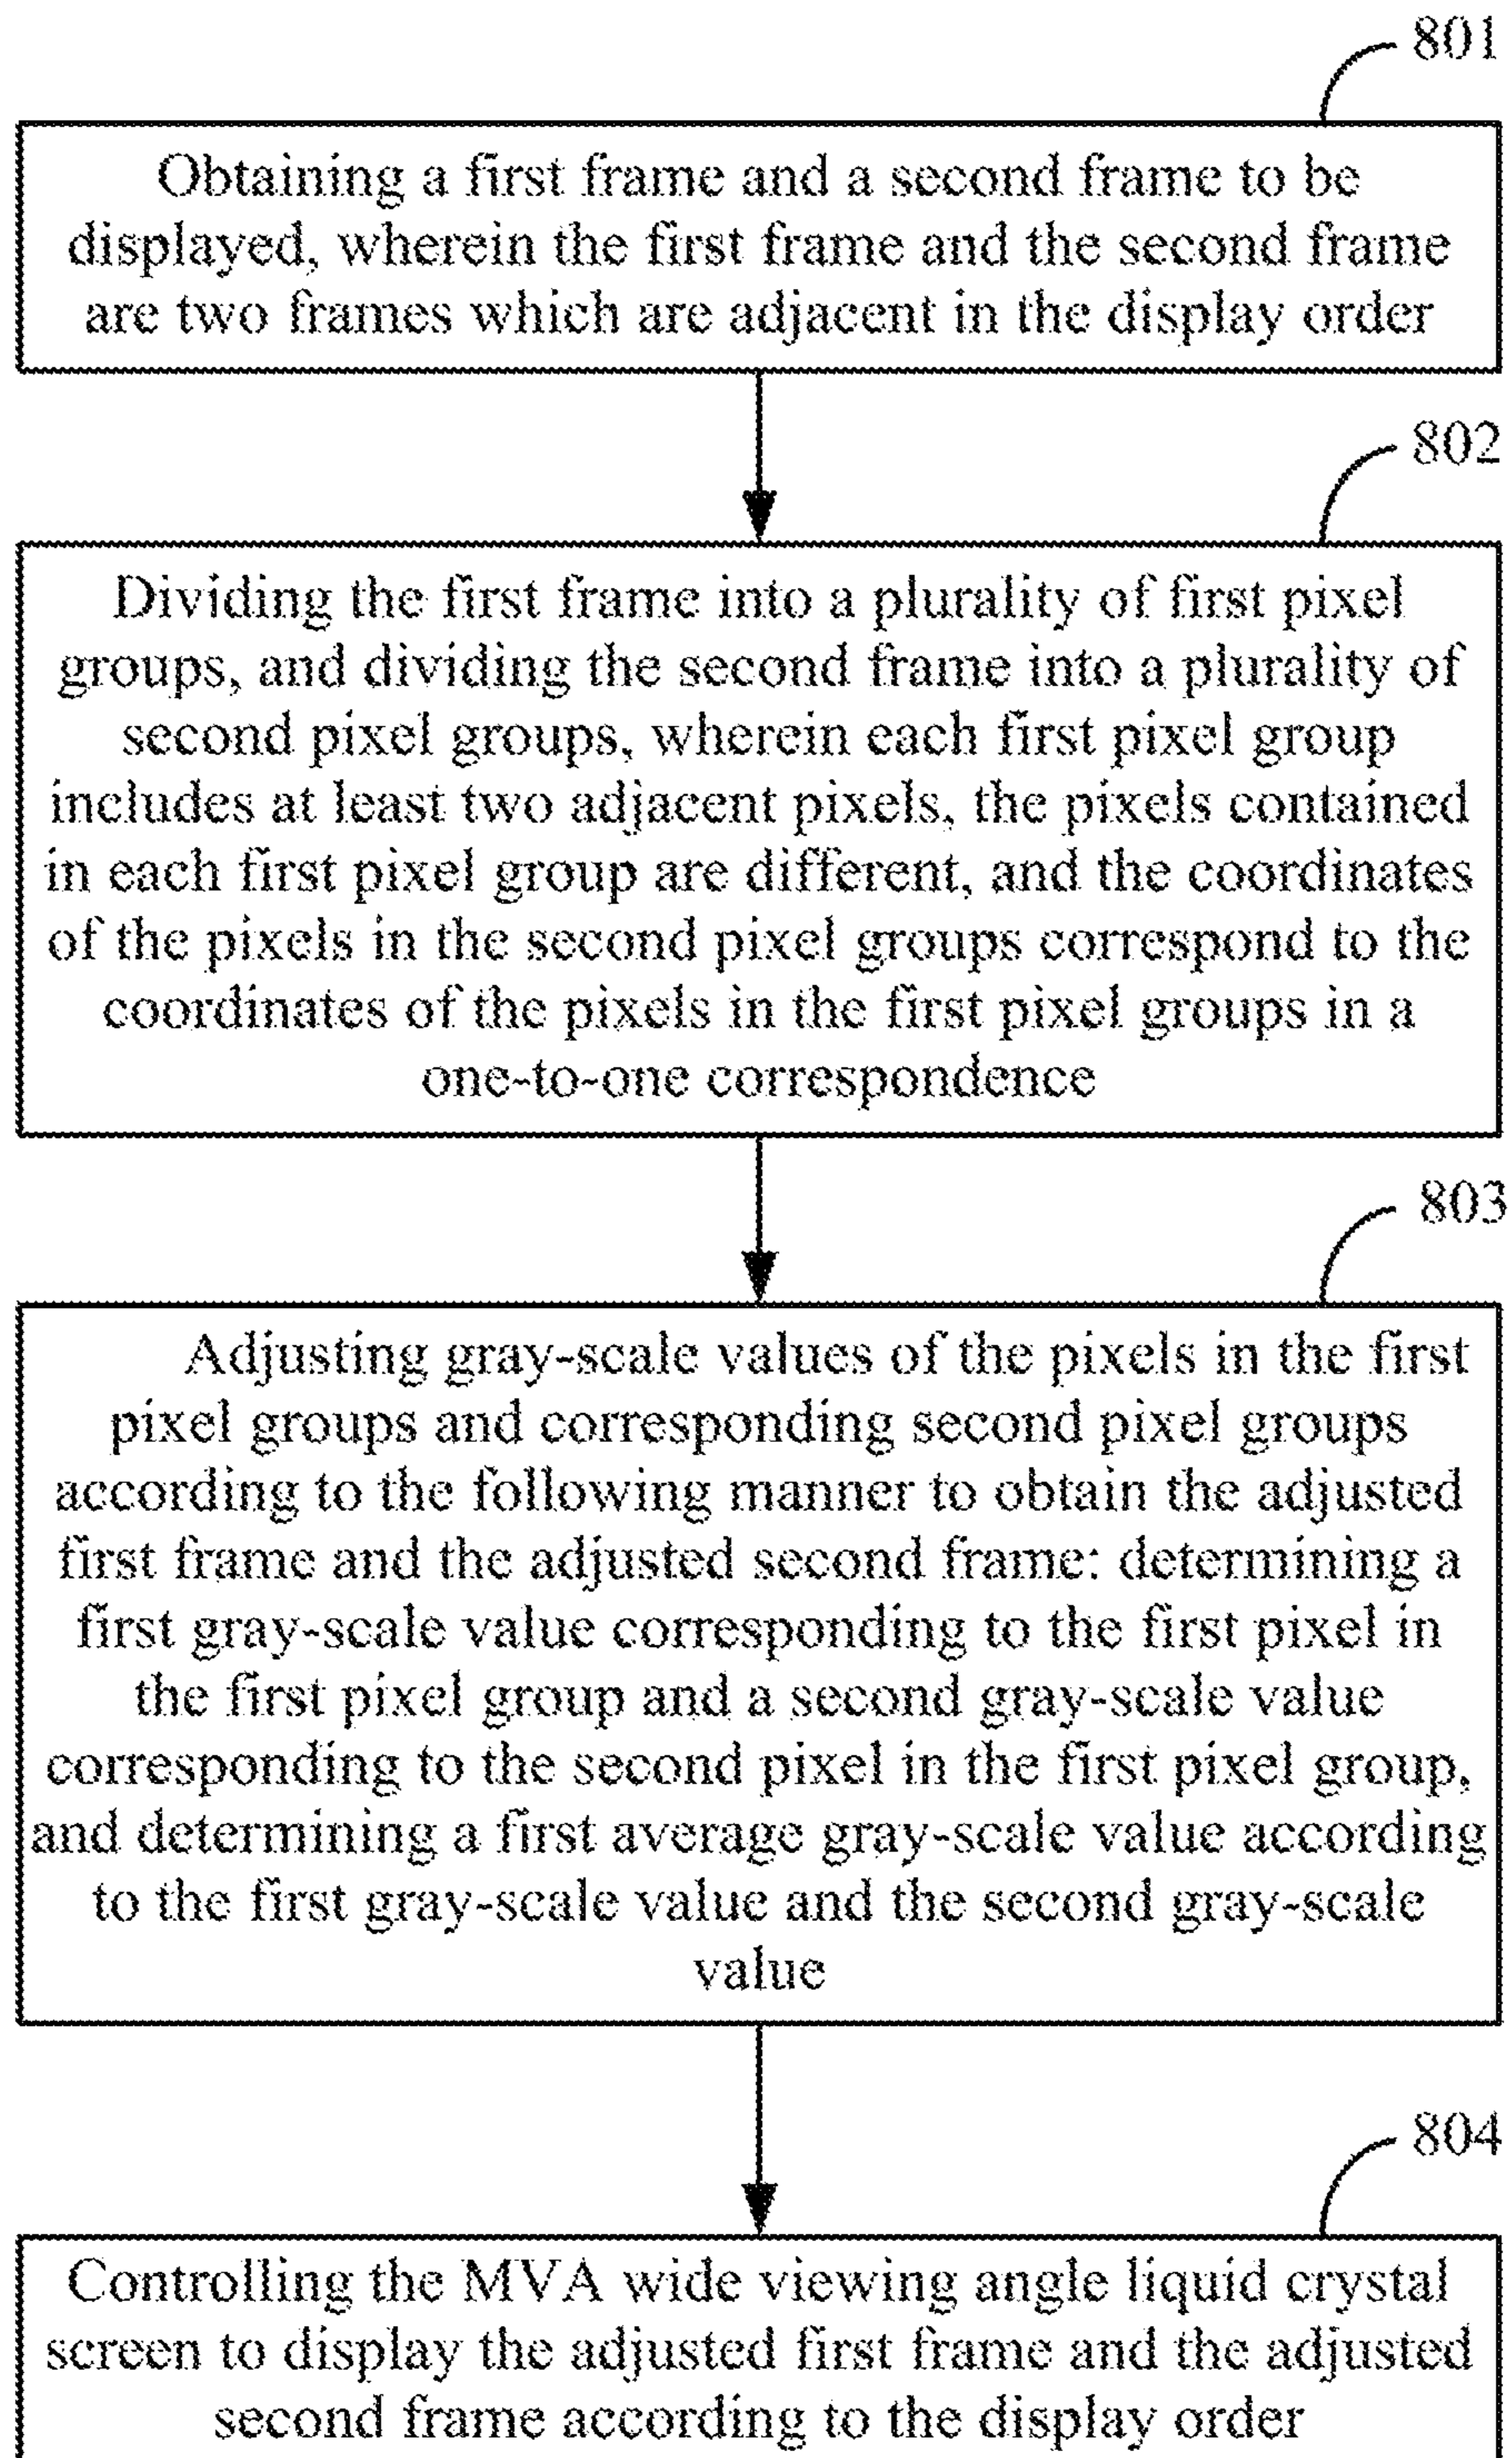 801
Obtaining a first frame and a second frame to be
displayed, wherein the first frame and the second frame
are two frames which are adjacent in the display order
802
Dividing the first frame into a plurality of first pixel
groups, and dividing the second frame into a plurality of
second pixel groups, wherein each first pixel group
includes at least two adjacent pixels, the pixels contained
in each first pixel group are different, and the coordinates
of the pixels in the second pixel groups correspond to the
coordinates of the pixels in the first pixel groups in a
one-to-one correspondence
803
Adjusting gray-scale values of the pixels in the first
pixel groups and corresponding second pixel groups
according to the following manner to obtain the adjusted
first frame and the adjusted second frame: determining a
first gray-scale value corresponding to the first pixel in
the first pixel group and a second gray-scale value
corresponding to the second pixel in the first pixel group,
and determining a first average gray-scale value according
to the first gray-scale value and the second gray-scale
value
804
Controlling the MVA wide viewing angle liquid crystal
screen to display the adjusted first frame and the adjusted
second frame according to the display order